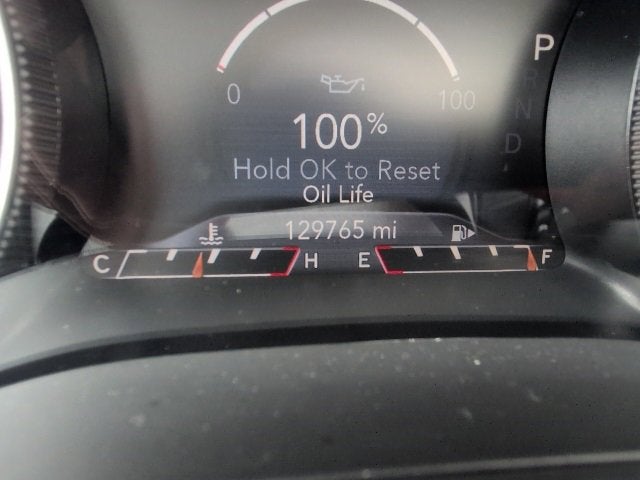 P
R
N
D
0 100
100%
Hold OK to Reset
Oil Life
129765 mi
C H E F